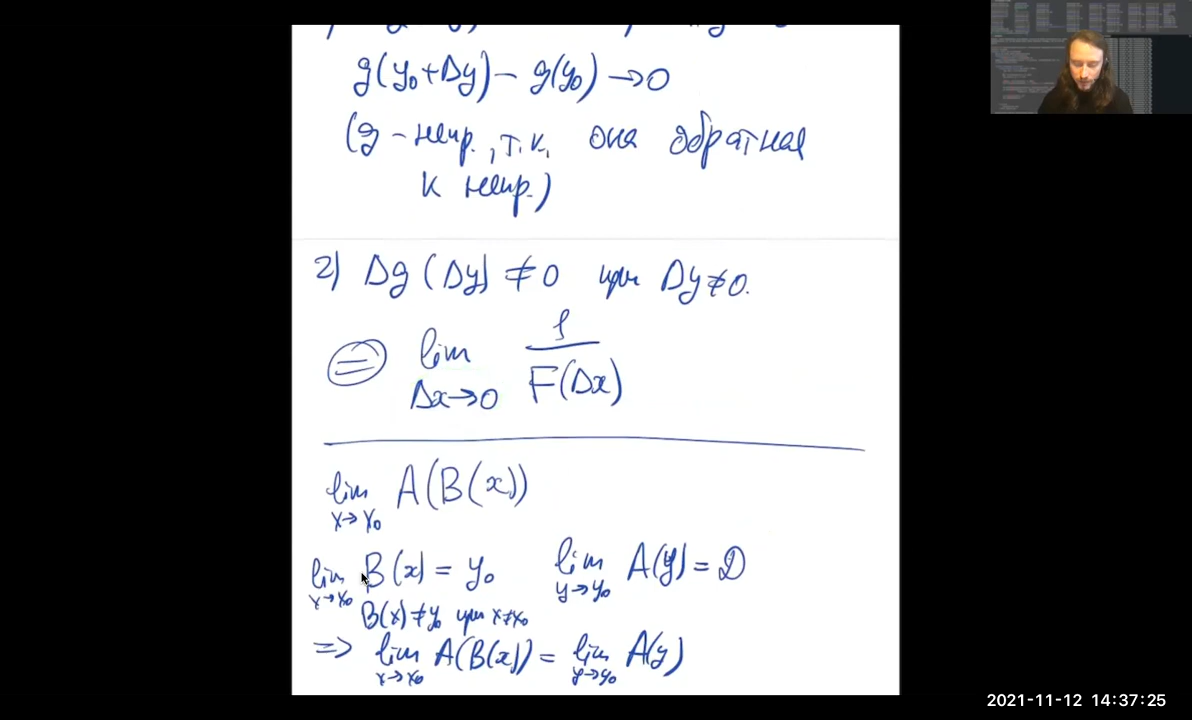 g(y₀+Δy) − g(y₀) → 0
(g − непр., т.к. она обратная
к непр.)
2) Δg(Δy) ≠ 0 при Δy ≠ 0.
= lim Δx→0 1/F(Δx)
lim x→x₀ A(B(x))
lim x→x₀ B(x) = y₀ lim y→y₀ A(y) = D
B(x) ≠ y₀ при x ≠ x₀
=> lim x→x₀ A(B(x)) = lim y→y₀ A(y)
2021-11-12 14:37:25